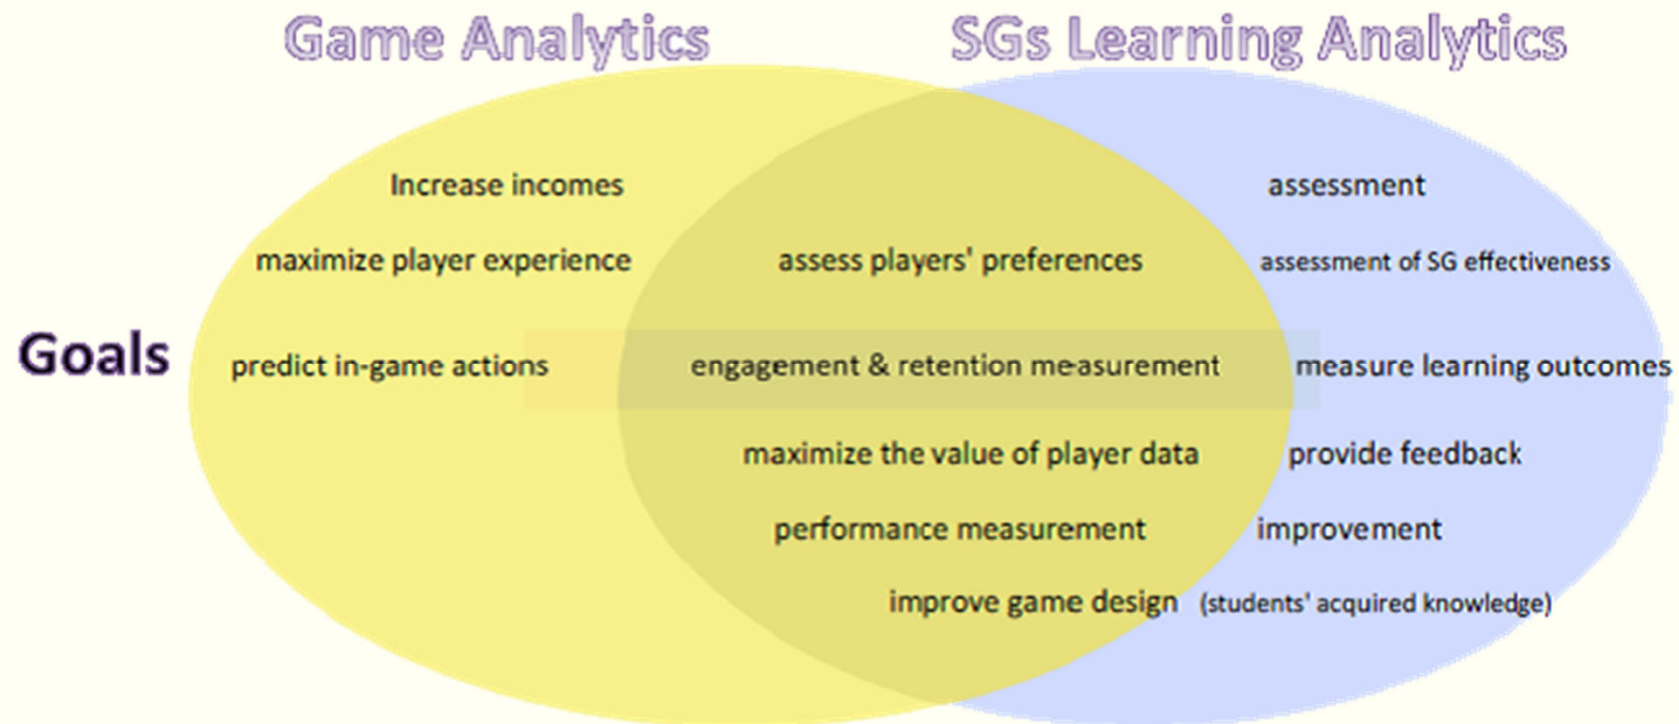 Game Analytics
SGs Learning Analytics
Goals
Increase incomes
maximize player experience
predict in-game actions
assess players' preferences
engagement & retention measurement
maximize the value of player data
performance measurement
improve game design
assessment
assessment of SG effectiveness
measure learning outcomes
provide feedback
improvement
(students' acquired knowledge)